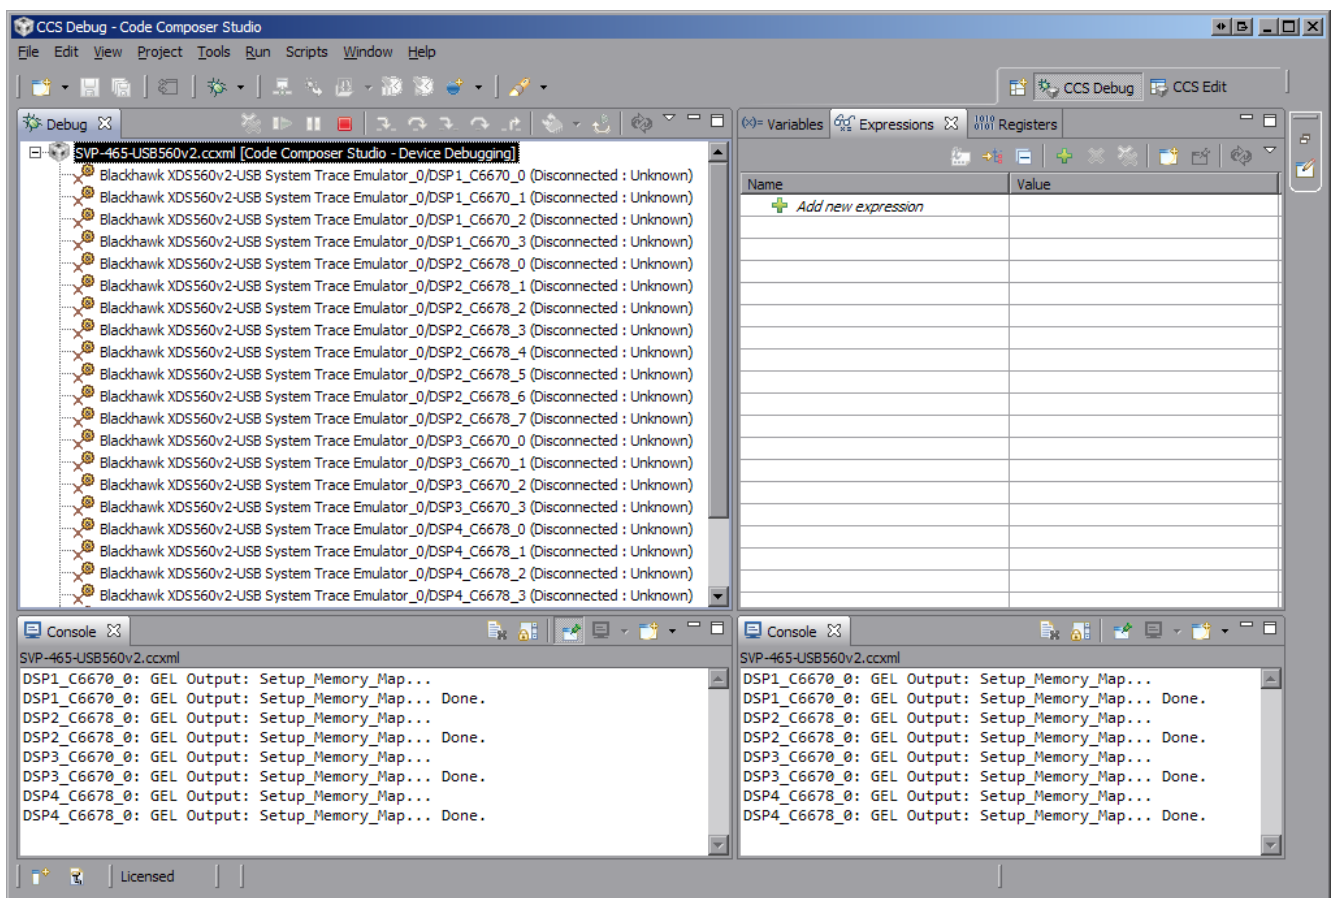 CCS Debug - Code Composer Studio
File Edit View Project Tools Run Scripts Window Help
CCS Debug CCS Edit
Debug
SVP-465-USB560v2.ccxml [Code Composer Studio - Device Debugging]
Blackhawk XDS560v2-USB System Trace Emulator_0/DSP1_C6670_0 (Disconnected : Unknown)
Blackhawk XDS560v2-USB System Trace Emulator_0/DSP1_C6670_1 (Disconnected : Unknown)
Blackhawk XDS560v2-USB System Trace Emulator_0/DSP1_C6670_2 (Disconnected : Unknown)
Blackhawk XDS560v2-USB System Trace Emulator_0/DSP1_C6670_3 (Disconnected : Unknown)
Blackhawk XDS560v2-USB System Trace Emulator_0/DSP2_C6678_0 (Disconnected : Unknown)
Blackhawk XDS560v2-USB System Trace Emulator_0/DSP2_C6678_1 (Disconnected : Unknown)
Blackhawk XDS560v2-USB System Trace Emulator_0/DSP2_C6678_2 (Disconnected : Unknown)
Blackhawk XDS560v2-USB System Trace Emulator_0/DSP2_C6678_3 (Disconnected : Unknown)
Blackhawk XDS560v2-USB System Trace Emulator_0/DSP2_C6678_4 (Disconnected : Unknown)
Blackhawk XDS560v2-USB System Trace Emulator_0/DSP2_C6678_5 (Disconnected : Unknown)
Blackhawk XDS560v2-USB System Trace Emulator_0/DSP2_C6678_6 (Disconnected : Unknown)
Blackhawk XDS560v2-USB System Trace Emulator_0/DSP2_C6678_7 (Disconnected : Unknown)
Blackhawk XDS560v2-USB System Trace Emulator_0/DSP3_C6670_0 (Disconnected : Unknown)
Blackhawk XDS560v2-USB System Trace Emulator_0/DSP3_C6670_1 (Disconnected : Unknown)
Blackhawk XDS560v2-USB System Trace Emulator_0/DSP3_C6670_2 (Disconnected : Unknown)
Blackhawk XDS560v2-USB System Trace Emulator_0/DSP3_C6670_3 (Disconnected : Unknown)
Blackhawk XDS560v2-USB System Trace Emulator_0/DSP4_C6678_0 (Disconnected : Unknown)
Blackhawk XDS560v2-USB System Trace Emulator_0/DSP4_C6678_1 (Disconnected : Unknown)
Blackhawk XDS560v2-USB System Trace Emulator_0/DSP4_C6678_2 (Disconnected : Unknown)
Blackhawk XDS560v2-USB System Trace Emulator_0/DSP4_C6678_3 (Disconnected : Unknown)
(x)= Variables Expressions 1010 0101 Registers
Name Value
Add new expression
Console
SVP-465-USB560v2.ccxml
DSP1_C6670_0: GEL Output: Setup_Memory_Map...
DSP1_C6670_0: GEL Output: Setup_Memory_Map... Done.
DSP2_C6678_0: GEL Output: Setup_Memory_Map...
DSP2_C6678_0: GEL Output: Setup_Memory_Map... Done.
DSP3_C6670_0: GEL Output: Setup_Memory_Map...
DSP3_C6670_0: GEL Output: Setup_Memory_Map... Done.
DSP4_C6678_0: GEL Output: Setup_Memory_Map...
DSP4_C6678_0: GEL Output: Setup_Memory_Map... Done.
Console
SVP-465-USB560v2.ccxml
DSP1_C6670_0: GEL Output: Setup_Memory_Map...
DSP1_C6670_0: GEL Output: Setup_Memory_Map... Done.
DSP2_C6678_0: GEL Output: Setup_Memory_Map...
DSP2_C6678_0: GEL Output: Setup_Memory_Map... Done.
DSP3_C6670_0: GEL Output: Setup_Memory_Map...
DSP3_C6670_0: GEL Output: Setup_Memory_Map... Done.
DSP4_C6678_0: GEL Output: Setup_Memory_Map...
DSP4_C6678_0: GEL Output: Setup_Memory_Map... Done.
Licensed